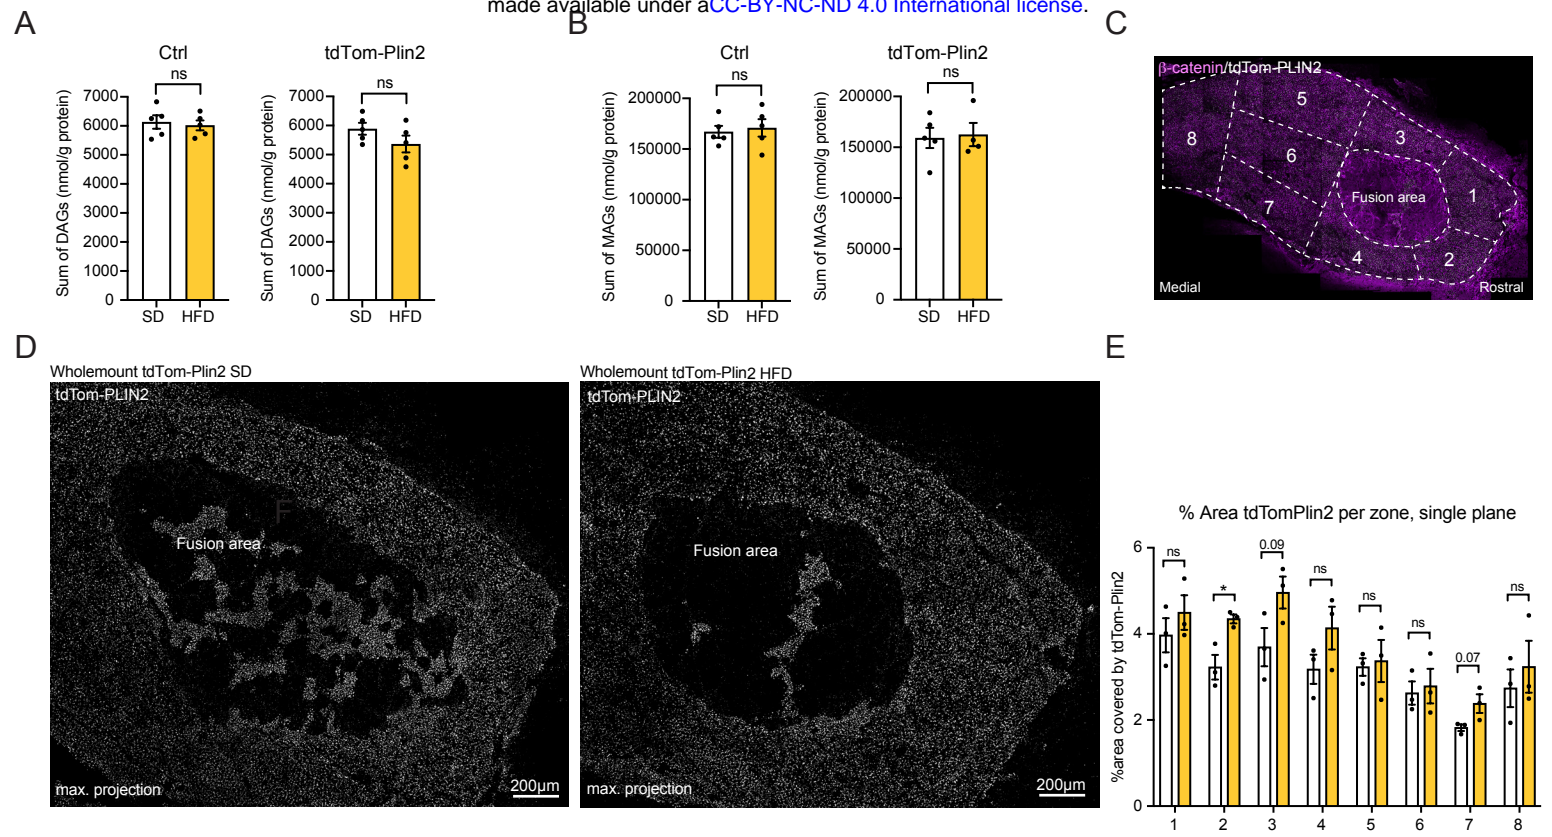 made available under aCC-BY-NC-ND 4.0 International license.
A
Ctrl
ns
Sum of DAGs (nmol/g protein)
7000
6000
5000
4000
3000
2000
1000
0
SD HFD
tdTom-Plin2
ns
Sum of DAGs (nmol/g protein)
7000
6000
5000
4000
3000
2000
1000
0
SD HFD
B
Ctrl
ns
Sum of MAGs (nmol/g protein)
200000
150000
100000
50000
0
SD HFD
tdTom-Plin2
ns
Sum of MAGs (nmol/g protein)
200000
150000
100000
50000
0
SD HFD
C
β-catenin/tdTom-PLIN2
5
8
3
6
Fusion area
1
7
4
2
Medial
Rostral
D
Wholemount tdTom-Plin2 SD
tdTom-PLIN2
F
Fusion area
max. projection
200µm
Wholemount tdTom-Plin2 HFD
tdTom-PLIN2
Fusion area
max. projection
200µm
E
% Area tdTomPlin2 per zone, single plane
%area covered by tdTom-Plin2
6
4
2
0
ns
*
0.09
ns
ns
ns
0.07
ns
1 2 3 4 5 6 7 8